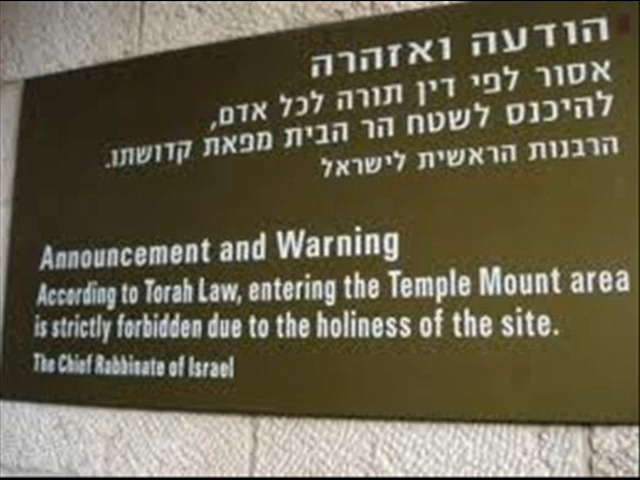 הודעה ואזהרה
אסור לפי דין תורה לכל אדם,
להיכנס לשטח הר הבית מפאת קדושתו.
הרבנות הראשית לישראל
Announcement and Warning
According to Torah Law, entering the Temple Mount area
is strictly forbidden due to the holiness of the site.
The Chief Rabbinate of Israel